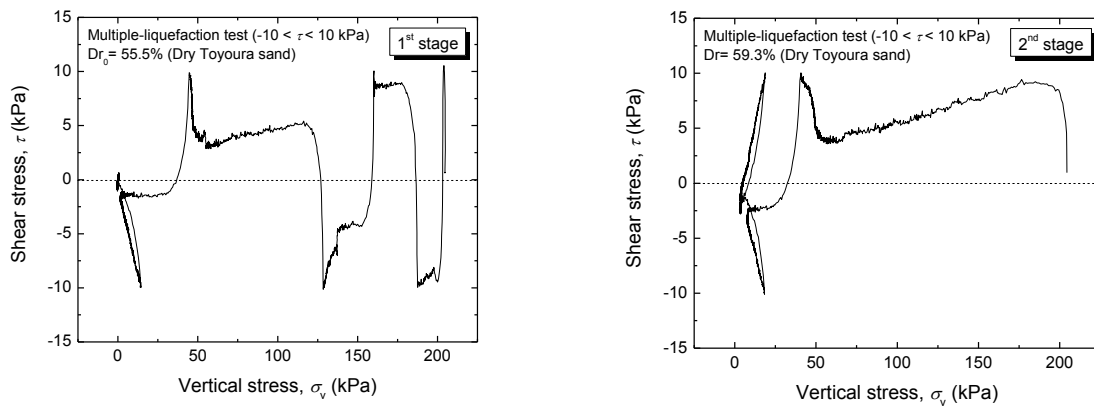 Multiple-liquefaction test (-10 < τ < 10 kPa)
Dr₀= 55.5% (Dry Toyoura sand)
1st stage
15
10
5
0
-5
-10
-15
Shear stress, τ (kPa)
0 50 100 150 200
Vertical stress, σv (kPa)
Multiple-liquefaction test (-10 < τ < 10 kPa)
Dr= 59.3% (Dry Toyoura sand)
2nd stage
15
10
5
0
-5
-10
-15
Shear stress, τ (kPa)
0 50 100 150 200
Vertical stress, σv (kPa)